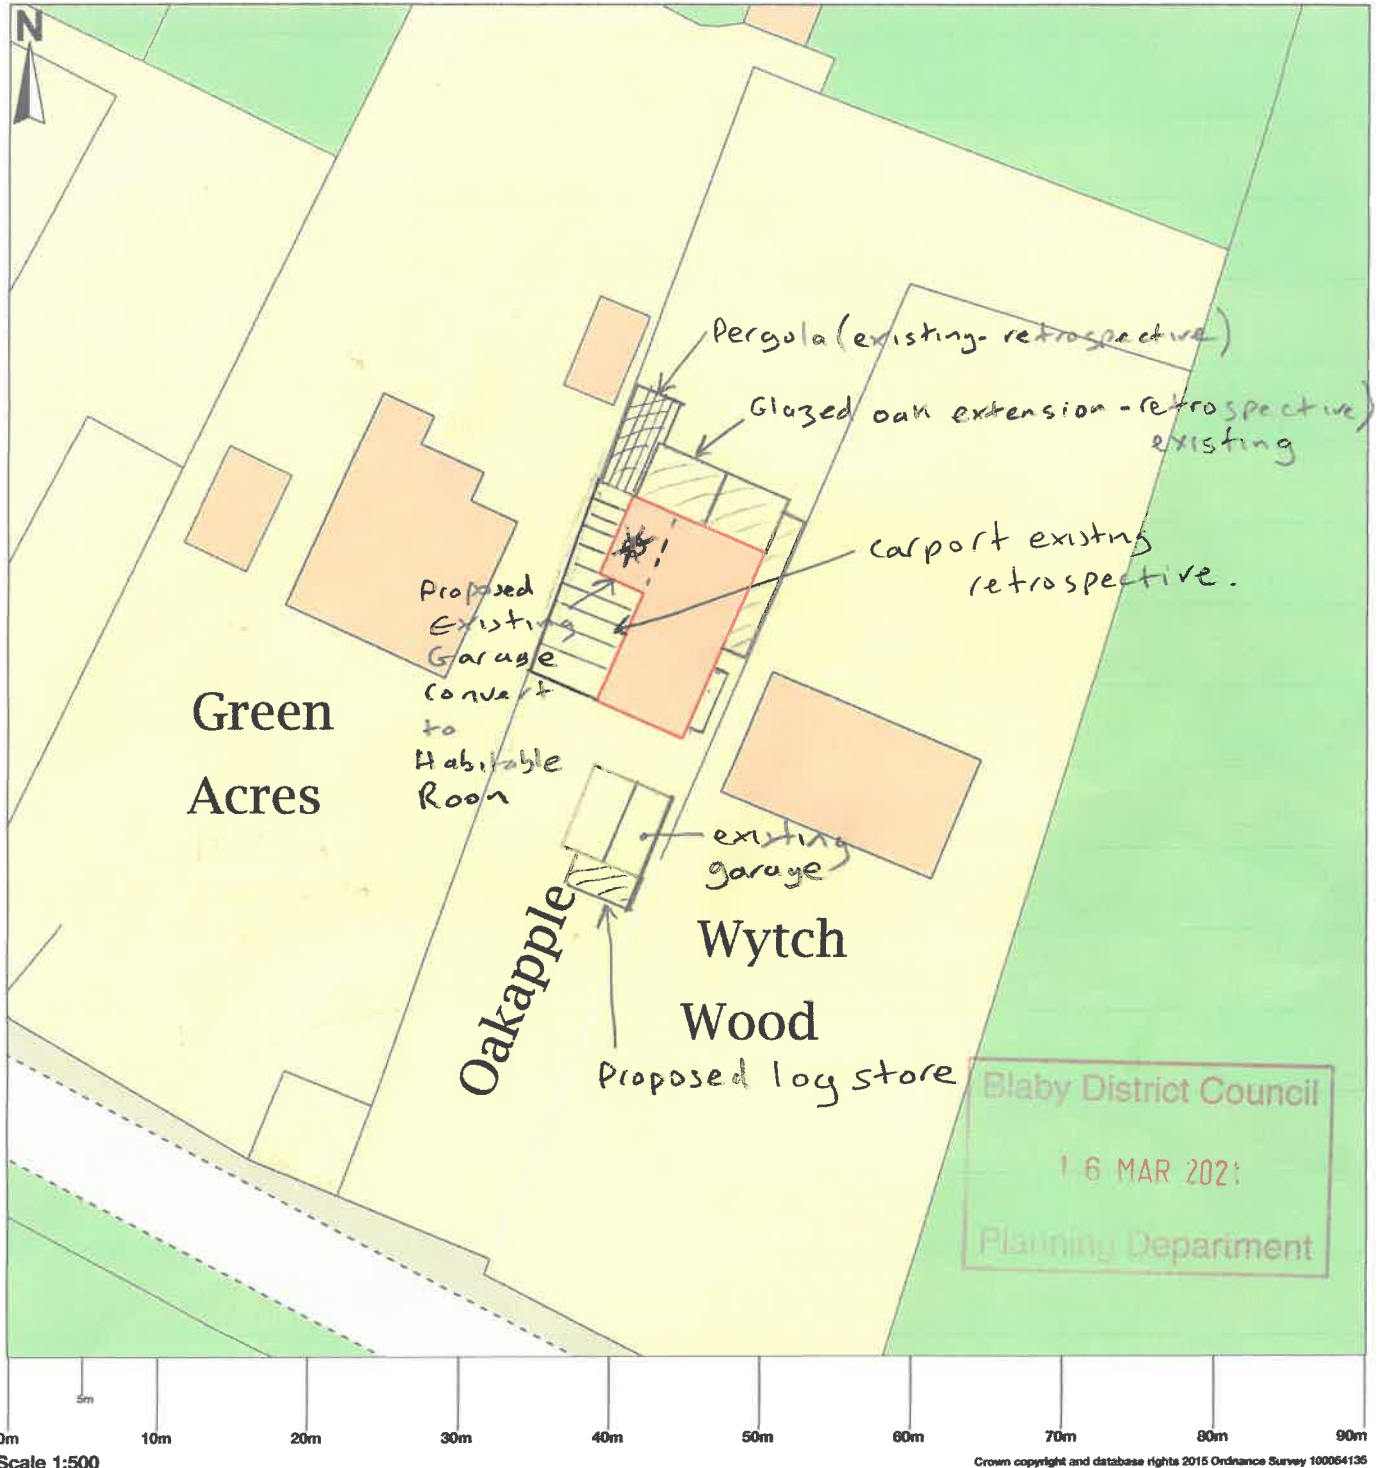 N
Pergola (existing- retrospective)
Glazed oak extension - retrospective)
existing
Carport existing
retrospective.
Proposed
Existing
Garage
Convert
to
Habitable
Room
Green
Acres
existing
garage
Oakapple
Wytch
Wood
Proposed log store
Blaby District Council
16 MAR 2021
Planning Department
5m
0m 10m 20m 30m 40m 50m 60m 70m 80m 90m
Scale 1:500
Crown copyright and database rights 2015 Ordnance Survey 100054135